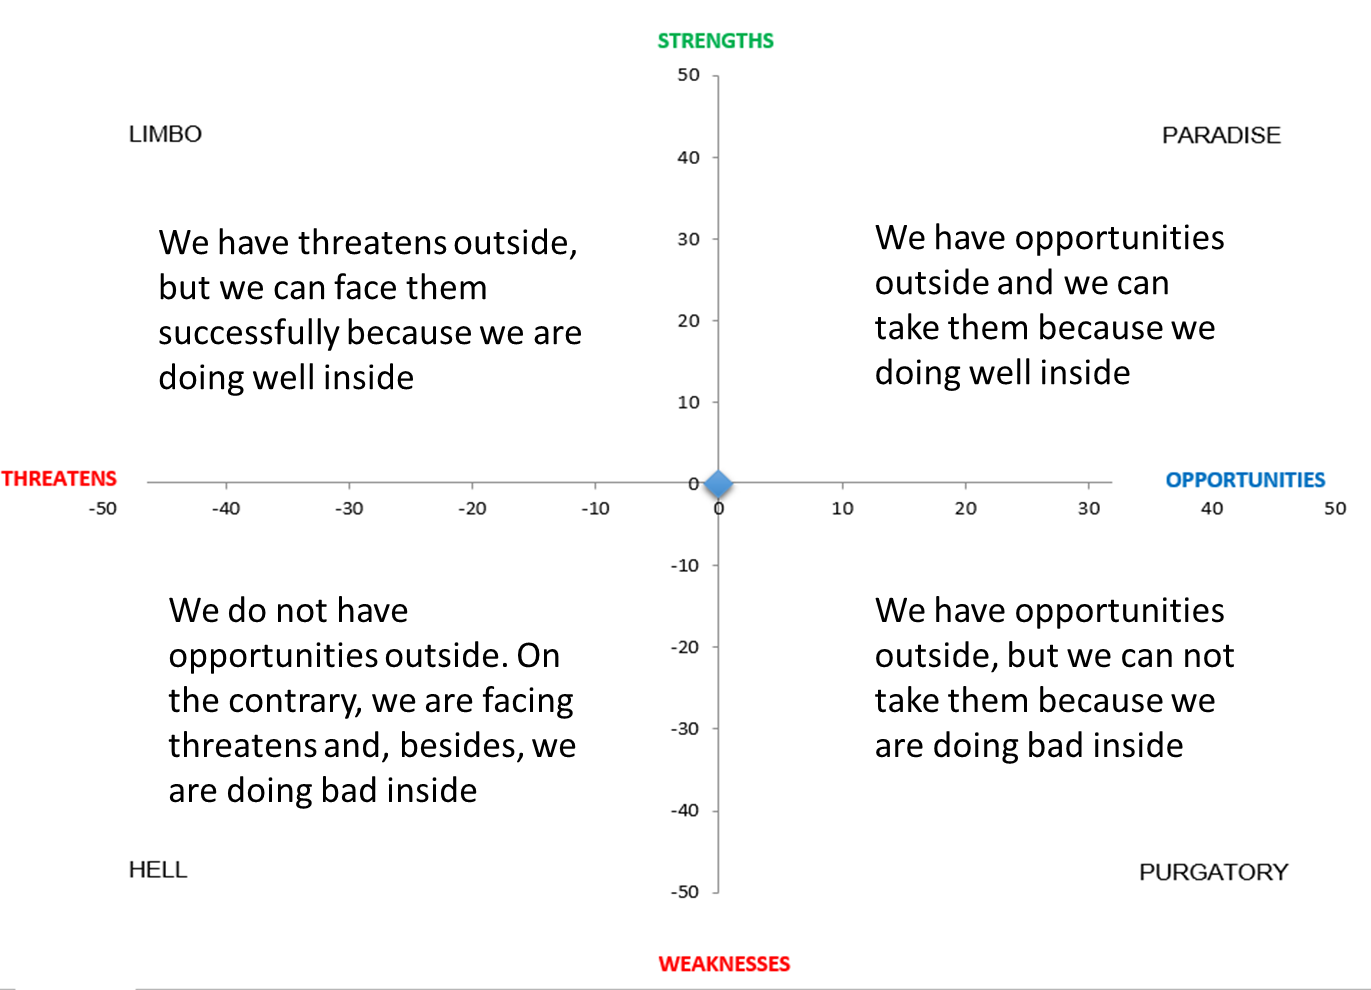 STRENGTHS
50
LIMBO
PARADISE
40
We have threatens outside,
but we can face them
successfully because we are
doing well inside
We have opportunities
outside and we can
take them because we
doing well inside
30
20
10
THREATENS
0
OPPORTUNITIES
-50 -40 -30 -20 -10 0 10 20 30 40 50
-10
We do not have
opportunities outside. On
the contrary, we are facing
threatens and, besides, we
are doing bad inside
We have opportunities
outside, but we can not
take them because we
are doing bad inside
-20
-30
-40
HELL
PURGATORY
-50
WEAKNESSES